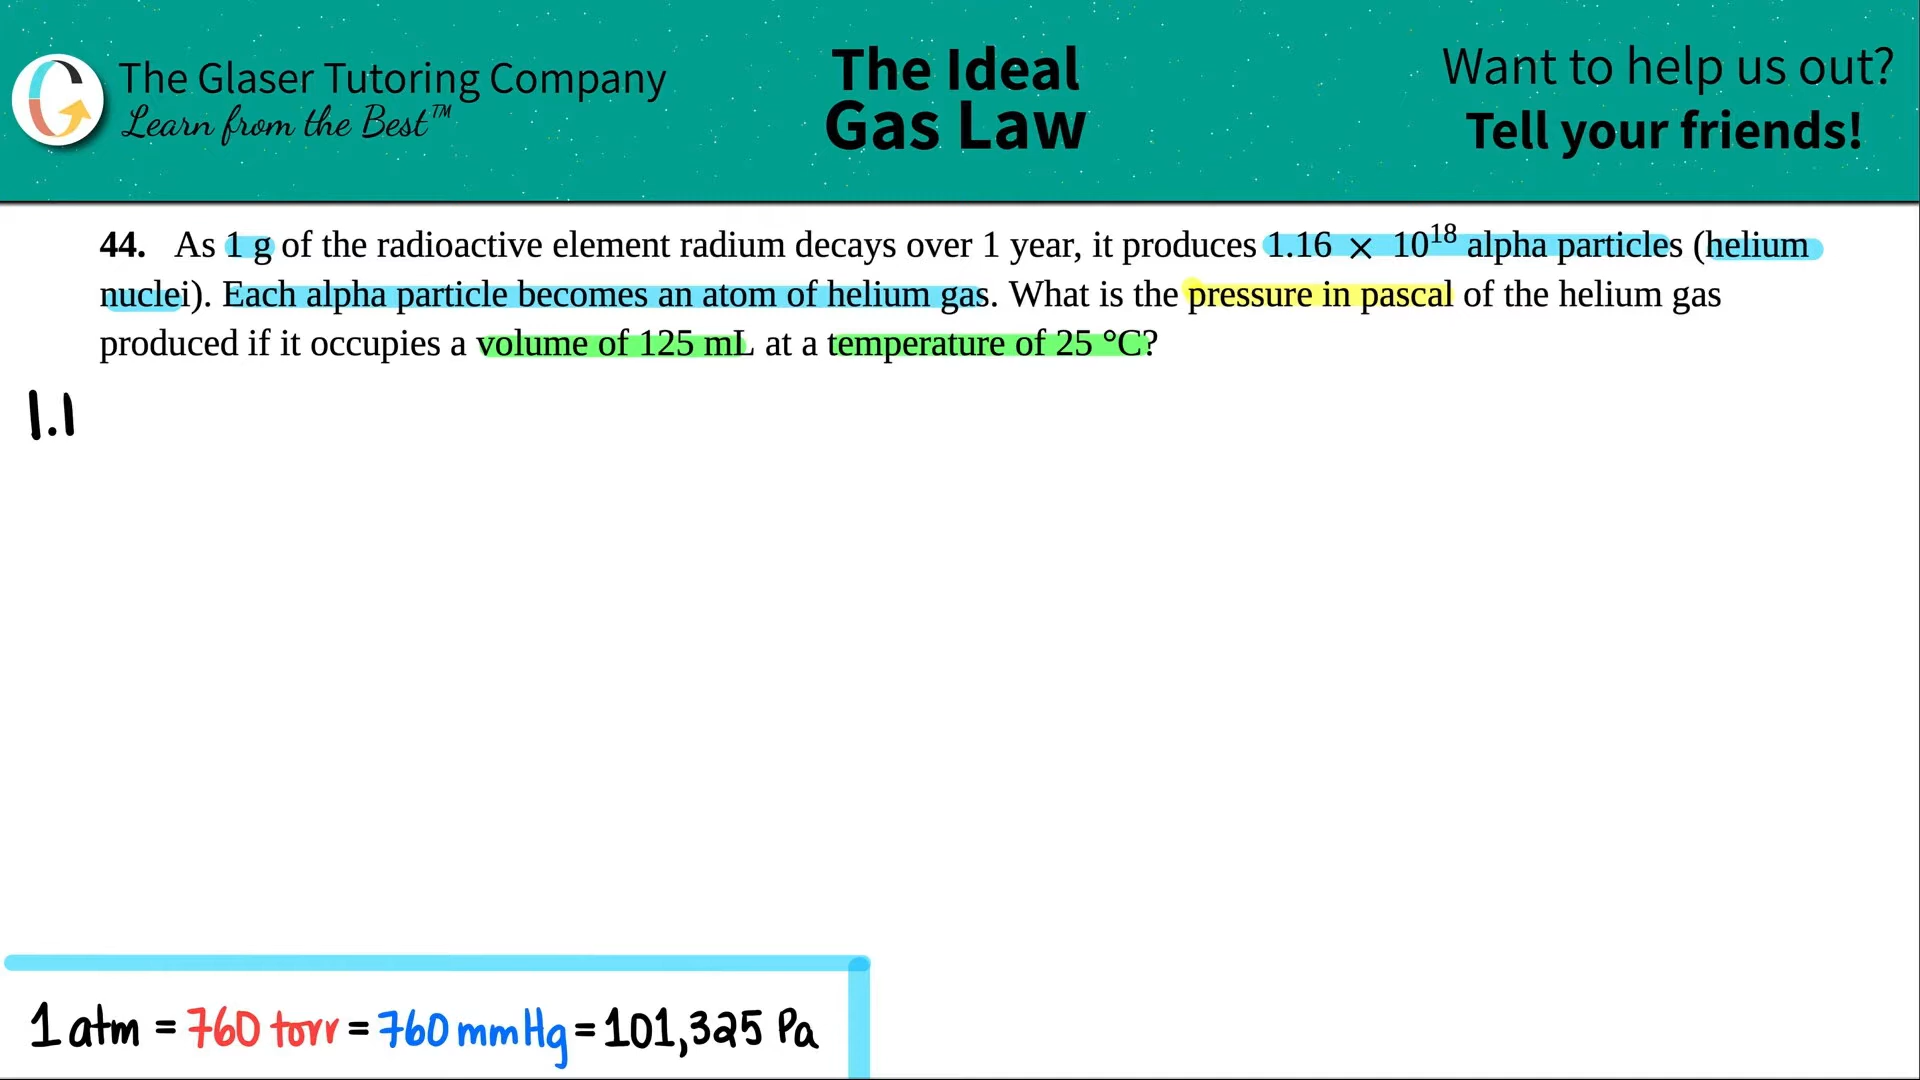 The Glaser Tutoring Company
Learn from the Best™
The Ideal
Gas Law
Want to help us out?
Tell your friends!
44. As 1 g of the radioactive element radium decays over 1 year, it produces 1.16 × 10¹⁸ alpha particles (helium
nuclei). Each alpha particle becomes an atom of helium gas. What is the pressure in pascal of the helium gas
produced if it occupies a volume of 125 mL at a temperature of 25 °C?
1.1
1 atm = 760 torr = 760 mmHg = 101,325 Pa